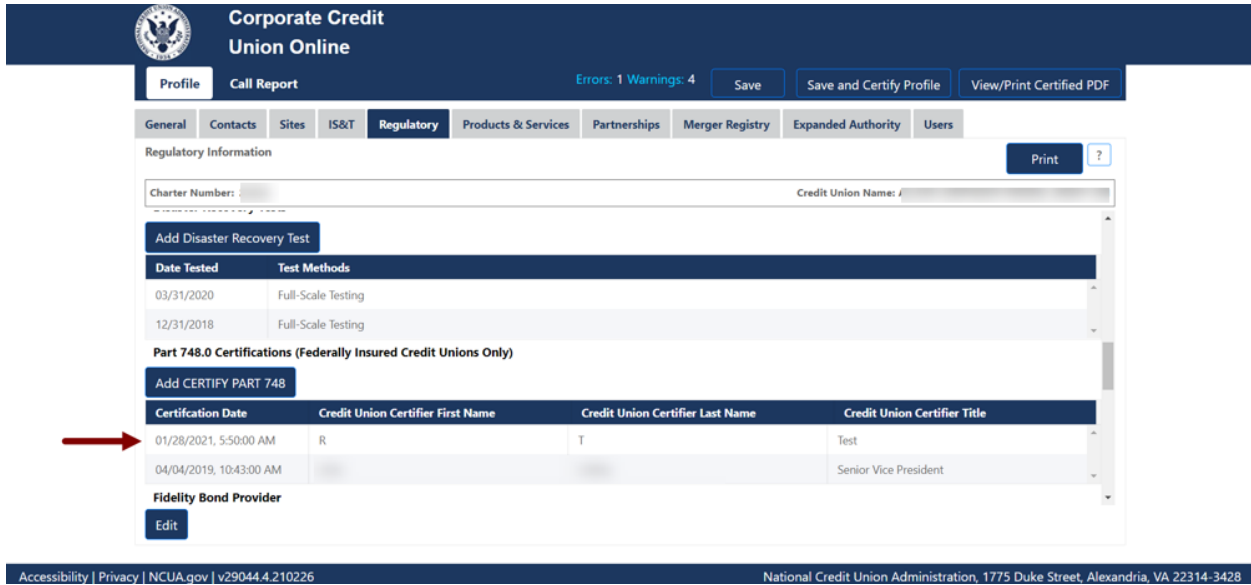 Corporate Credit
Union Online
Profile Call Report Errors: 1 Warnings: 4 Save Save and Certify Profile View/Print Certified PDF
General Contacts Sites IS&T Regulatory Products & Services Partnerships Merger Registry Expanded Authority Users
Regulatory Information Print ?
Charter Number: Credit Union Name:
Add Disaster Recovery Test
Date Tested Test Methods
03/31/2020 Full-Scale Testing
12/31/2018 Full-Scale Testing
Part 748.0 Certifications (Federally Insured Credit Unions Only)
Add CERTIFY PART 748
Certifcation Date Credit Union Certifier First Name Credit Union Certifier Last Name Credit Union Certifier Title
01/28/2021, 5:50:00 AM R T Test
04/04/2019, 10:43:00 AM Senior Vice President
Fidelity Bond Provider
Edit
Accessibility | Privacy | NCUA.gov | v29044.4.210226 National Credit Union Administration, 1775 Duke Street, Alexandria, VA 22314-3428